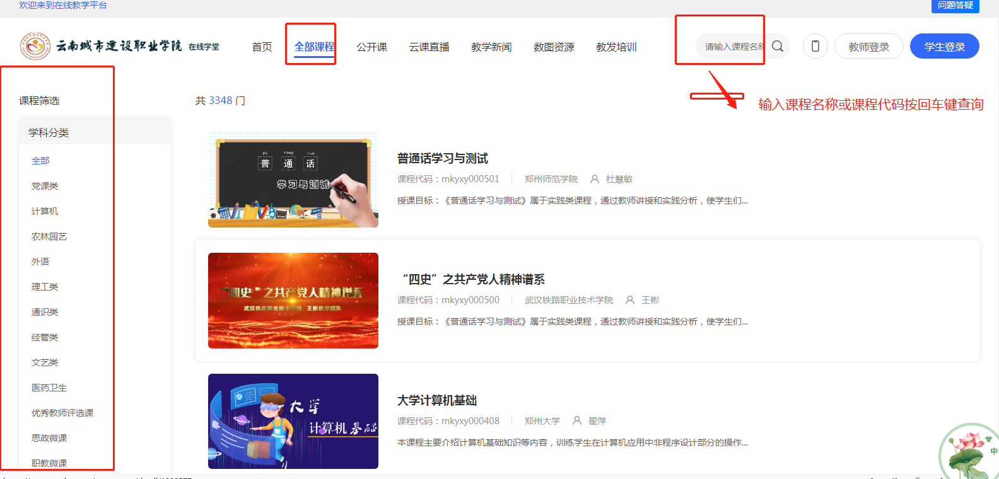 欢迎来到在线教学平台
问题答疑
云南城市建设职业学院 在线学堂
首页
全部课程
公开课
云课直播
教学新闻
数图资源
教发培训
请输入课程名称
教师登录
学生登录
输入课程名称或课程代码按回车键查询
课程筛选
学科分类
全部
党课类
计算机
农林园艺
外语
理工类
通识类
经管类
文艺类
医药卫生
优秀教师评选课
思政微课
职教微课
共 3348 门
pǔ tōng huà
普 通 话
学习与测试
普通话学习与测试
课程代码：mkyxy000501 郑州师范学院 杜慧敏
授课目标：《普通话学习与测试》属于实践类课程，通过教师讲授和实践分析，使学生们...
“四史”之共产党人精神谱系
武汉铁路职业技术学院 王彬教学团队
“四史”之共产党人精神谱系
课程代码：mkyxy000500 武汉铁路职业技术学院 王彬
授课目标：《普通话学习与测试》属于实践类课程，通过教师讲授和实践分析，使学生们...
大学
计算机基础
大学计算机基础
课程代码：mkyxy000408 郑州大学 翟萍
本课程主要介绍计算机基础知识等内容，训练学生在计算机应用中非程序设计部分的操作...
中